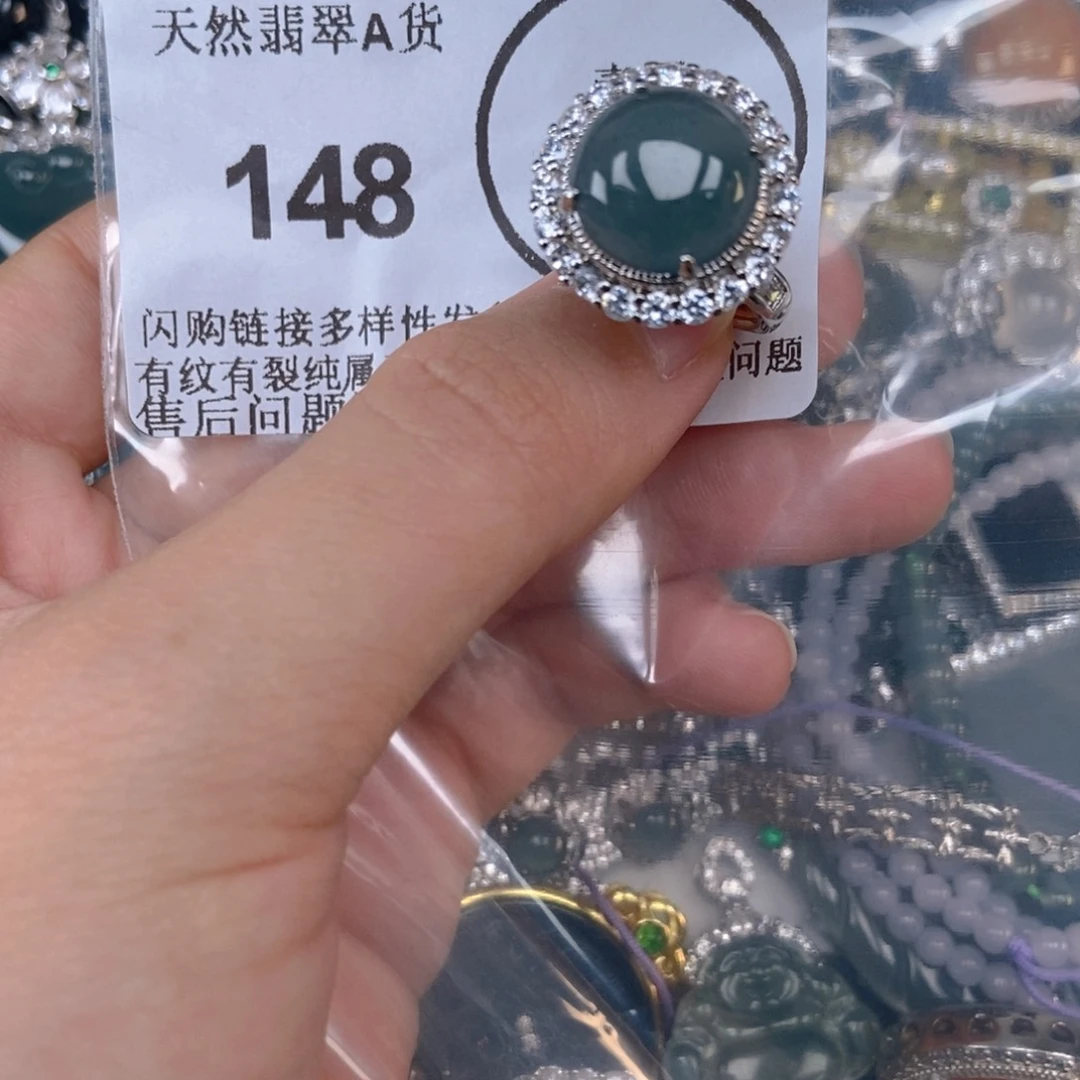 天然翡翠A货
148
闪购链接多样性发
有纹有裂纯属
问题
售后问题